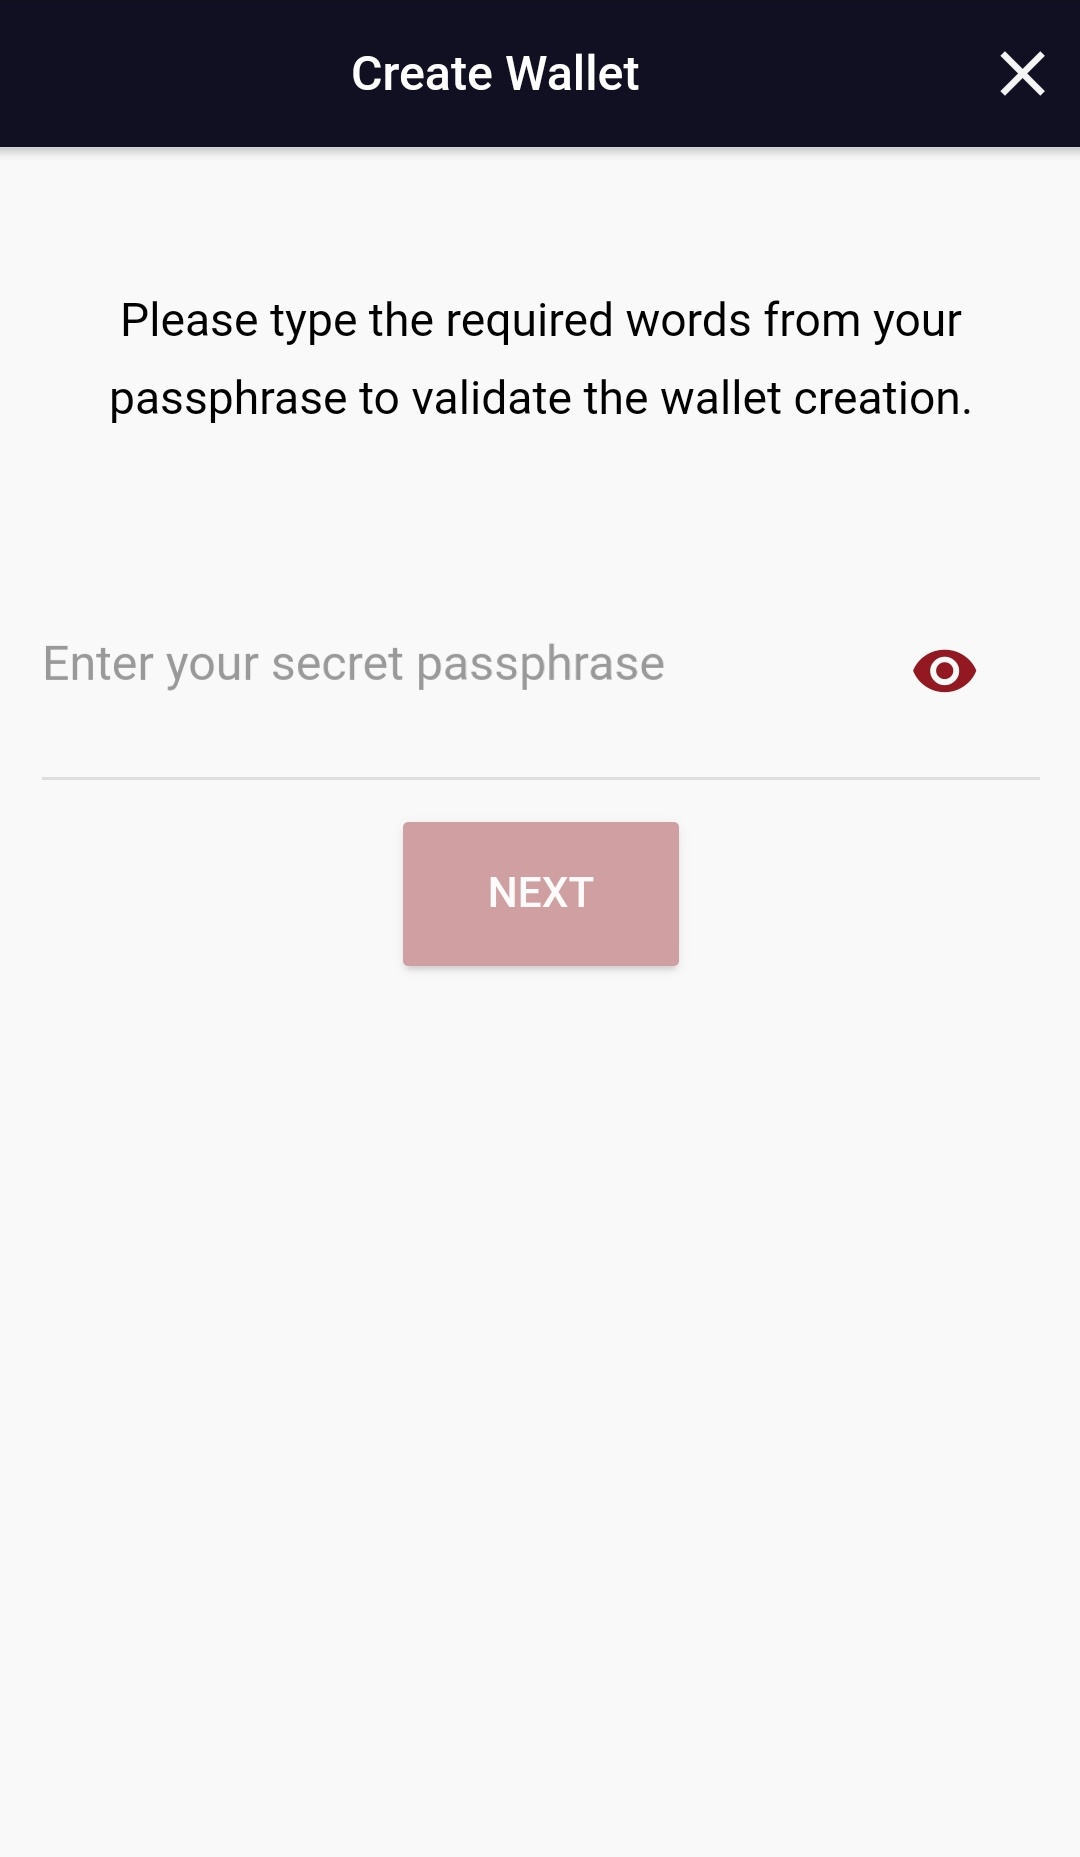 Create Wallet
Please type the required words from your
passphrase to validate the wallet creation.
Enter your secret passphrase
NEXT